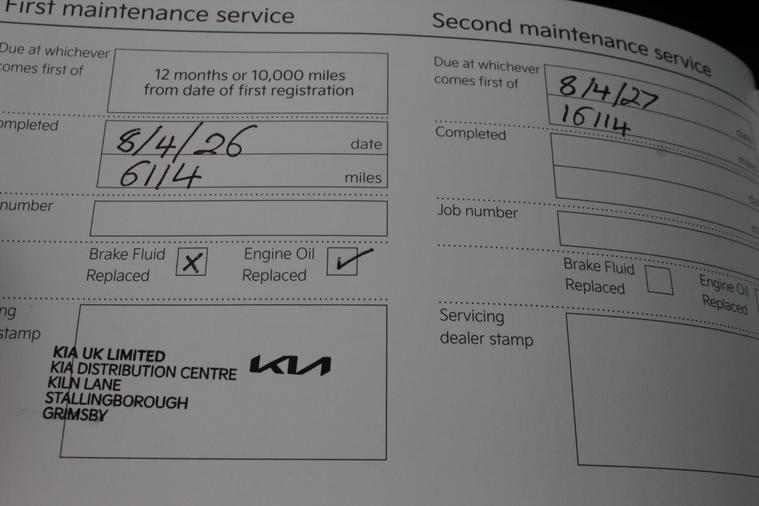 First maintenance service
Due at whichever
comes first of
12 months or 10,000 miles
from date of first registration
ompleted
8/4/26 date
6114 miles
number
Brake Fluid
Replaced
X
Engine Oil
Replaced
✓
ng
stamp
KIA UK LIMITED
KIA DISTRIBUTION CENTRE
KILN LANE
STALLINGBOROUGH
GRIMSBY
KIA
Second maintenance service
Due at whichever
comes first of
8/4/27
16114
Completed
Job number
Brake Fluid
Replaced
Engine Oil
Replaced
Servicing
dealer stamp